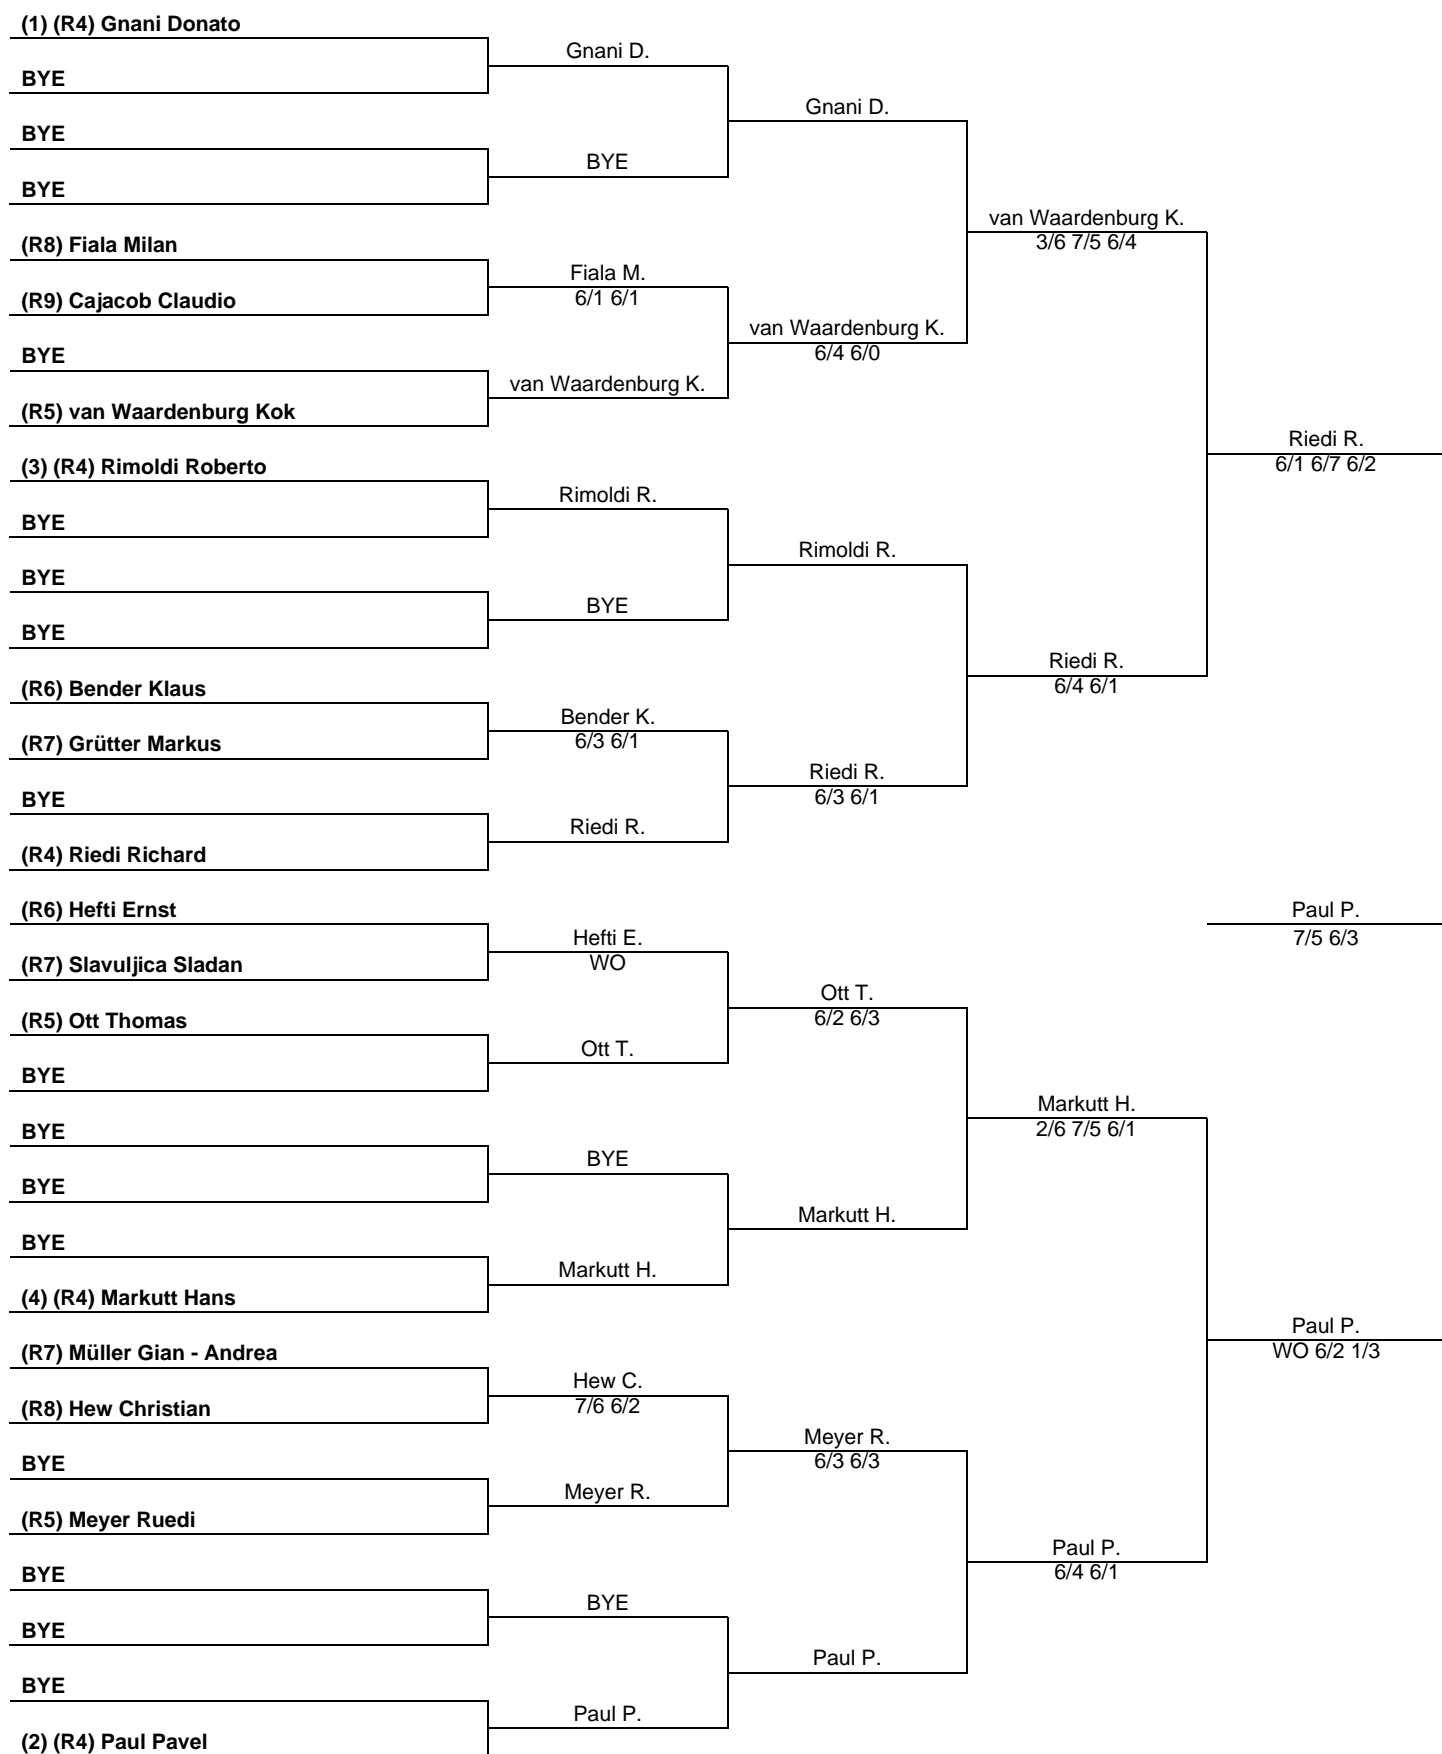 (1) (R4) Gnani Donato
Gnani D.
BYE
Gnani D.
BYE
BYE
BYE
van Waardenburg K.
3/6 7/5 6/4
(R8) Fiala Milan
Fiala M.
6/1 6/1
(R9) Cajacob Claudio
van Waardenburg K.
6/4 6/0
BYE
van Waardenburg K.
(R5) van Waardenburg Kok
Riedi R.
6/1 6/7 6/2
(3) (R4) Rimoldi Roberto
Rimoldi R.
BYE
Rimoldi R.
BYE
BYE
BYE
Riedi R.
6/4 6/1
(R6) Bender Klaus
Bender K.
6/3 6/1
(R7) Grütter Markus
Riedi R.
6/3 6/1
BYE
Riedi R.
(R4) Riedi Richard
(R6) Hefti Ernst
Paul P.
7/5 6/3
Hefti E.
WO
(R7) Slavuljica Sladan
Ott T.
6/2 6/3
(R5) Ott Thomas
Ott T.
BYE
Markutt H.
2/6 7/5 6/1
BYE
BYE
BYE
Markutt H.
BYE
Markutt H.
(4) (R4) Markutt Hans
Paul P.
WO 6/2 1/3
(R7) Müller Gian - Andrea
Hew C.
7/6 6/2
(R8) Hew Christian
Meyer R.
6/3 6/3
BYE
Meyer R.
(R5) Meyer Ruedi
Paul P.
6/4 6/1
BYE
BYE
BYE
Paul P.
BYE
Paul P.
(2) (R4) Paul Pavel